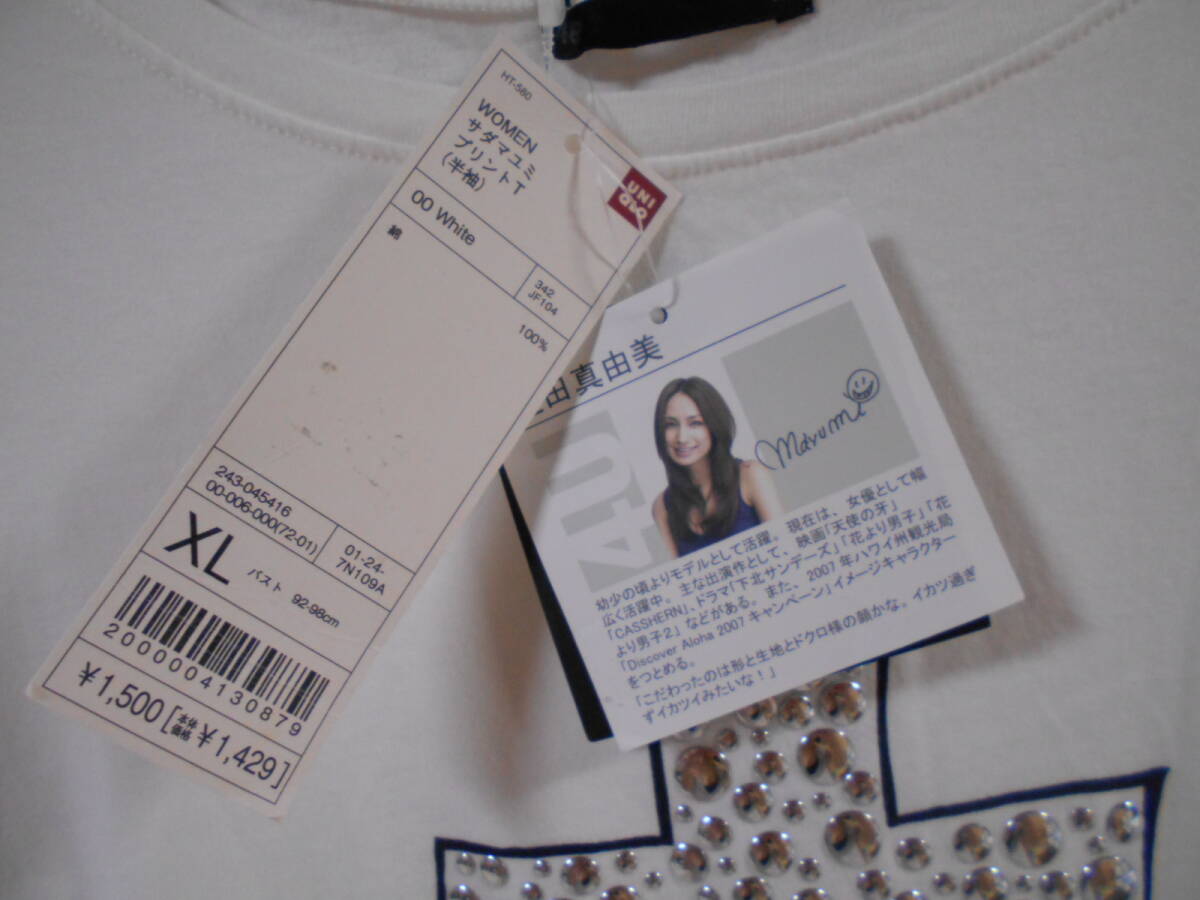 HT-560
WOMEN
サダマユミ
プリントT
(半袖)
UNI
QLO
00 White
342
JF104
綿
100%
243-045416
00-006-000(72-01)
01-24-
7N109A
XL
バスト 92-98cm
2000004130879
¥1,500[本体価格¥1,429]
田真由美
Mayumi
幼少の頃よりモデルとして活躍。現在は、女優として幅
広く活躍中。主な出演作として、映画「天使の牙」
「CASSHERN」、ドラマ「下北サンデーズ」「花より男子」「花
より男子2」などがある。また、2007年ハワイ州観光局
「Discover Aloha 2007 キャンペーン」イメージキャラクター
をつとめる。
「こだわったのは形と生地とドクロ様の顔かな。イカツ過ぎ
ずイカツイみたいな!」